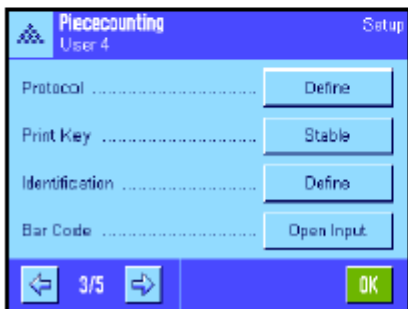 Piececounting Setup
User 4
Protocol ................................ Define
Print Key ................................ Stable
Identification ........................... Define
Bar Code ................................ Open Input
3/5 OK